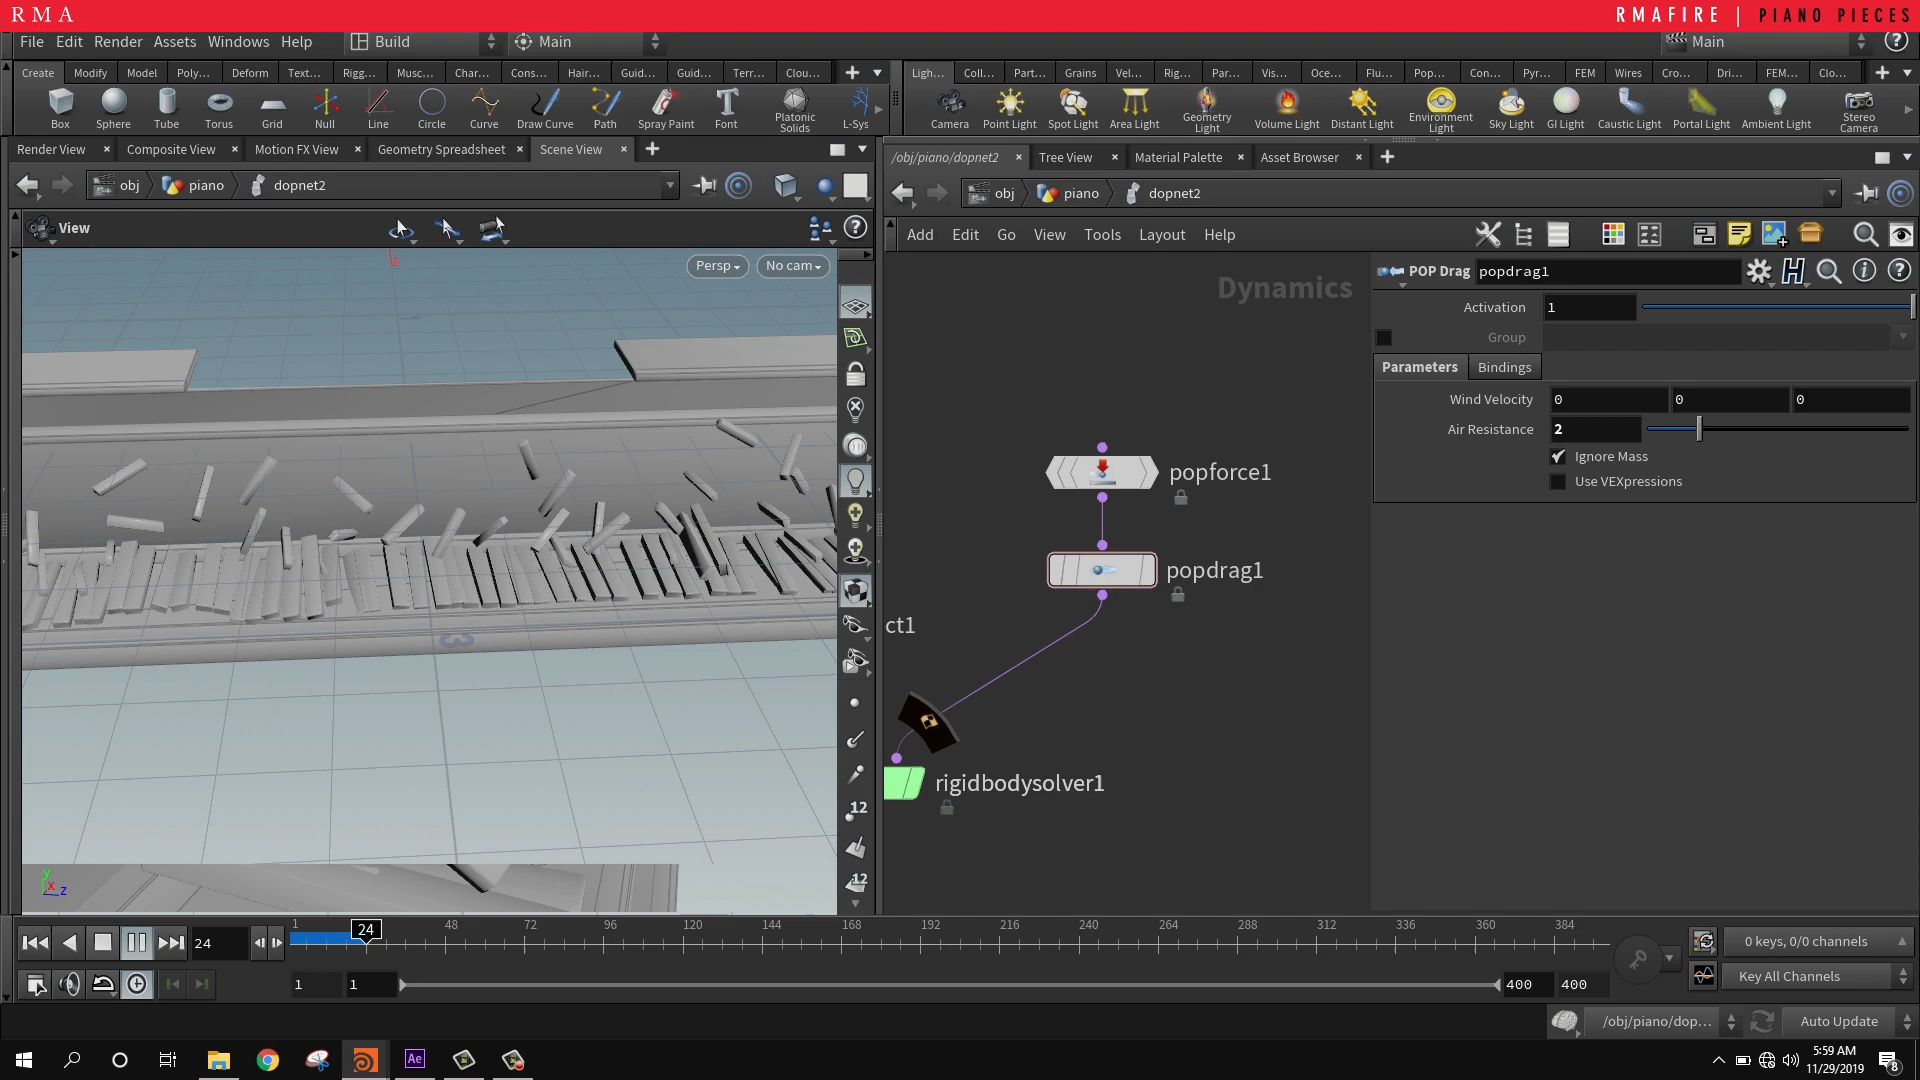 RMA
RMAFIRE | PIANO PIECES
File Edit Render Assets Windows Help Build Main Main
Create Modify Model Poly... Deform Text... Rigg... Musc... Char... Cons... Hair... Guid... Guid... Terr... Clou...
Ligh... Coll... Part... Grains Vel... Rig... Par... Vis... Oce... Flu... Pop... Con... Pyr... FEM Wires Cro... Dri... FEM... Clo...
Box Sphere Tube Torus Grid Null Line Circle Curve Draw Curve Path Spray Paint Font Platonic Solids L-Sys
Camera Point Light Spot Light Area Light Geometry Light Volume Light Distant Light Environment Light Sky Light GI Light Caustic Light Portal Light Ambient Light Stereo Camera
Render View Composite View Motion FX View Geometry Spreadsheet Scene View
/obj/piano/dopnet2 Tree View Material Palette Asset Browser
obj piano dopnet2
obj piano dopnet2
View
Add Edit Go View Tools Layout Help
Persp No cam
Dynamics
POP Drag popdrag1
Activation 1
Group
Parameters Bindings
Wind Velocity 0 0 0
Air Resistance 2
Ignore Mass
Use VEXpressions
popforce1
popdrag1
ct1
rigidbodysolver1
12
12
z
y
x
z
1 24 48 72 96 120 144 168 192 216 240 264 288 312 336 360 384
24
0 keys, 0/0 channels
1 1 400 400
Key All Channels
/obj/piano/dop... Auto Update
Ae
5:59 AM
11/29/2019
8